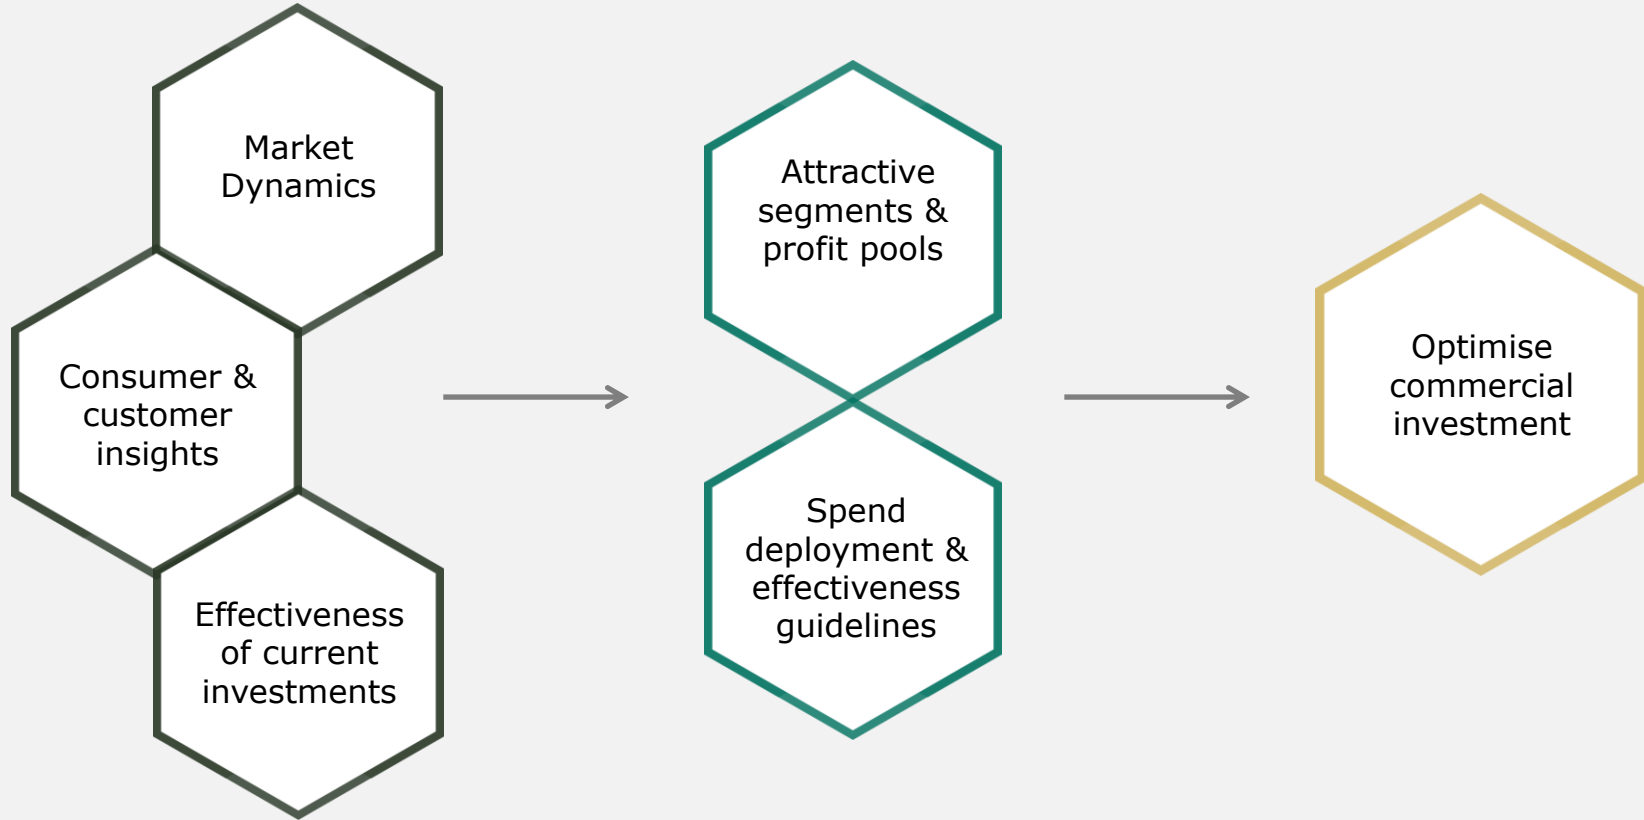 Market
Dynamics
Consumer &
customer
insights
Effectiveness
of current
investments
Attractive
segments &
profit pools
Spend
deployment &
effectiveness
guidelines
Optimise
commercial
investment